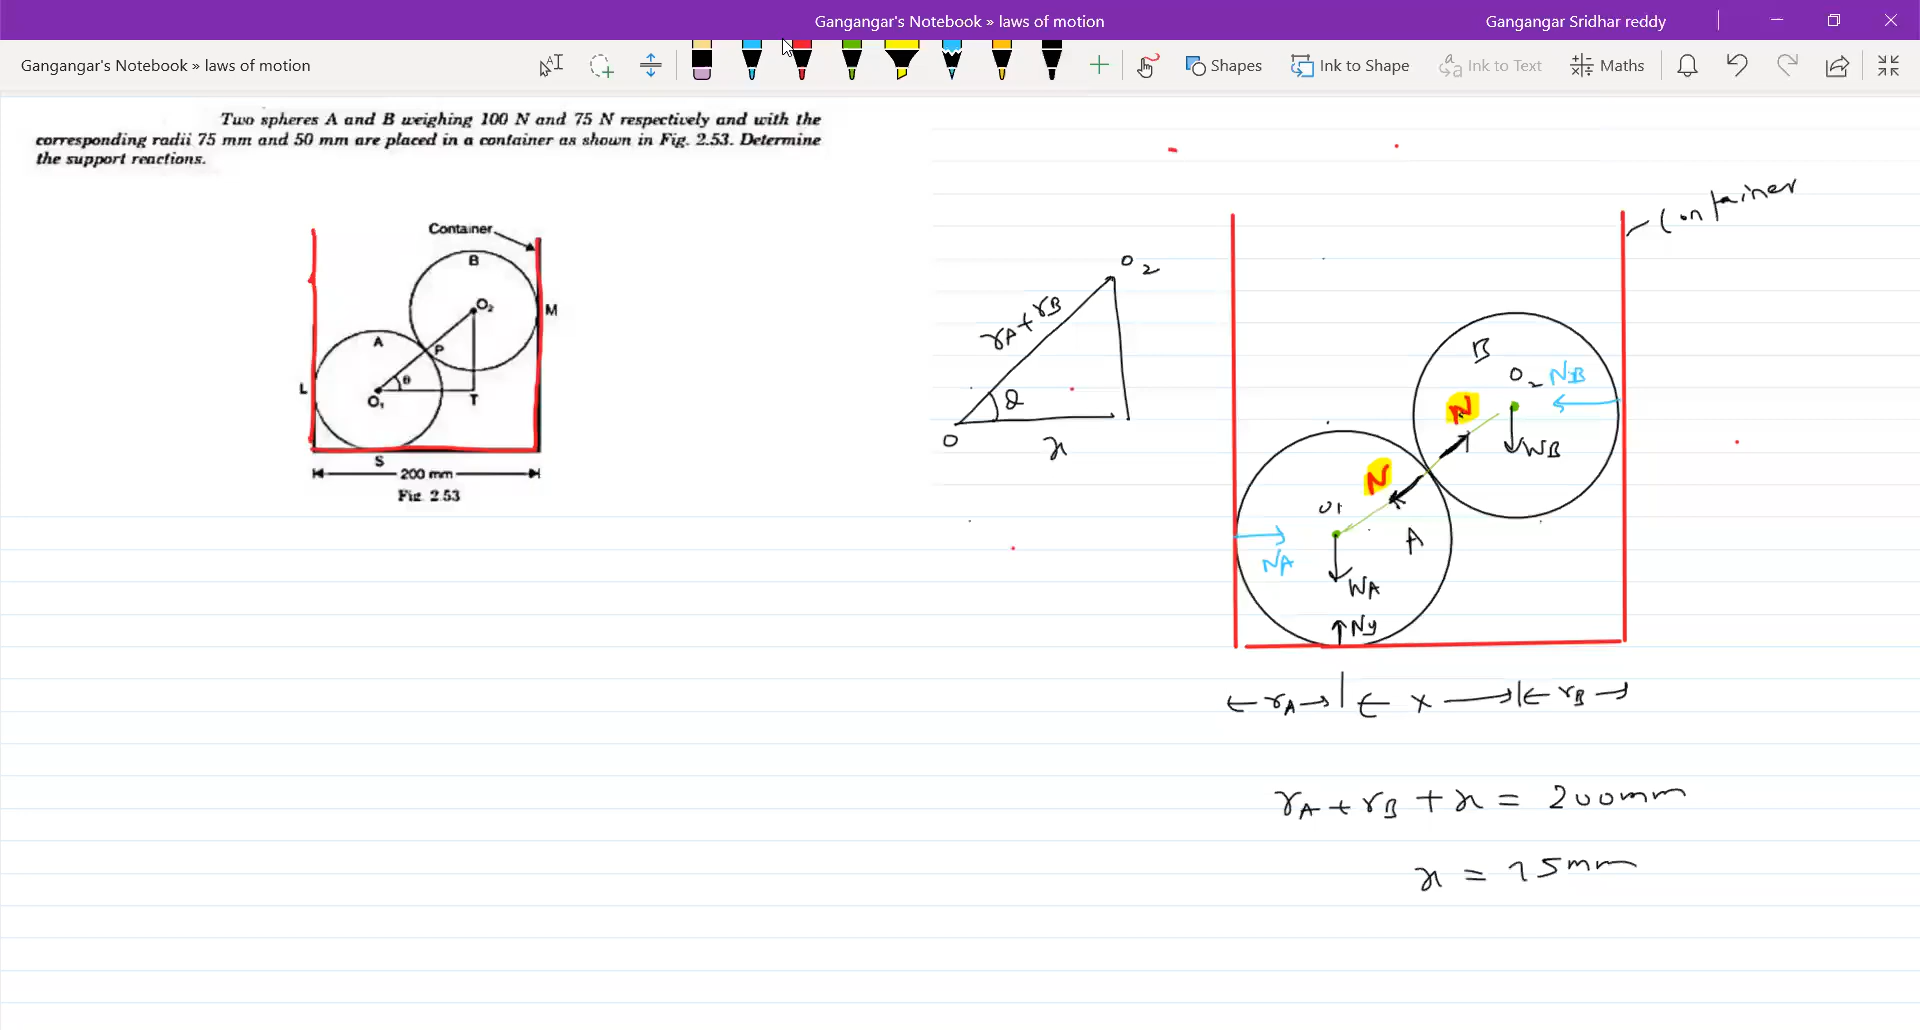 Gangangar's Notebook » laws of motion
Gangangar Sridhar reddy
Gangangar's Notebook » laws of motion
Shapes
Ink to Shape
Ink to Text
Maths
Two spheres A and B weighing 100 N and 75 N respectively and with the
corresponding radii 75 mm and 50 mm are placed in a container as shown in Fig. 2.53. Determine
the support reactions.
Container
B
O₂
M
A
P
θ
L
O₁
T
S
200 mm
Fig 2.53
O₂
rA+rB
θ
O
x
Container
B
O₂
NB
N
WB
N
O1
A
NA
WA
Ny
rA
x
rB
rA + rB + x = 200mm
x = 75mm